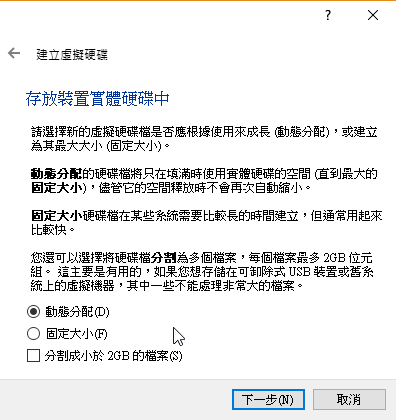 ?
建立虛擬硬碟
存放裝置實體硬碟中
請選擇新的虛擬硬碟檔是否應根據使用來成長 (動態分配)，或建立
為其最大大小 (固定大小)。
動態分配的硬碟檔將只在填滿時使用實體硬碟的空間 (直到最大的
固定大小)，儘管它的空間釋放時不會再次自動縮小。
固定大小硬碟檔在某些系統需要比較長的時間建立，但通常用起來
比較快。
您還可以選擇將硬碟檔分割為多個檔案，每個檔案最多 2GB 位元
組。 這主要是有用的，如果您想存儲在可卸除式 USB 裝置或舊系
統上的虛擬機器，其中一些不能處理非常大的檔案。
動態分配(D)
固定大小(F)
分割成小於 2GB 的檔案(S)
下一步(N)
取消